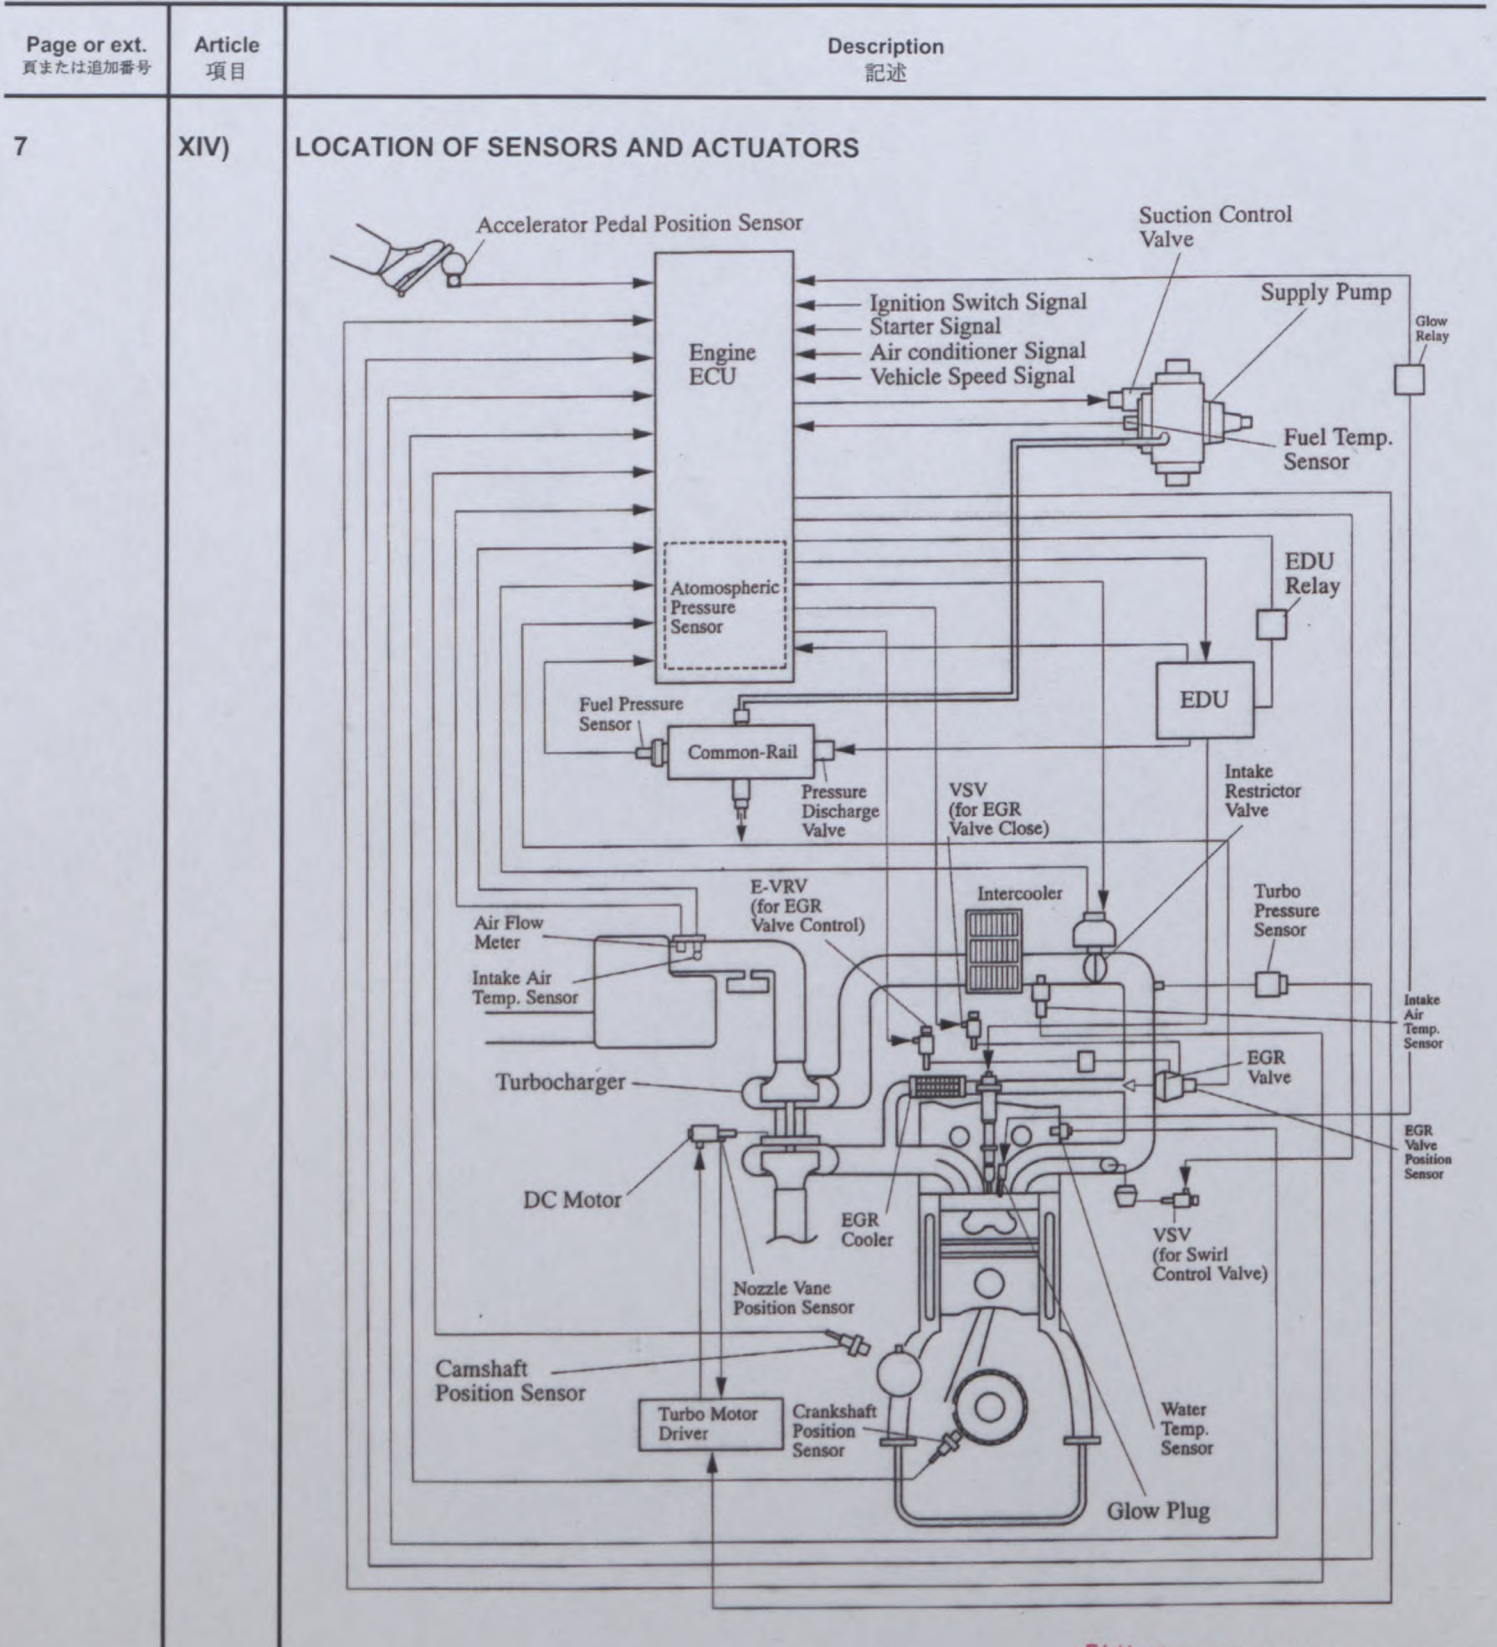 Page or ext.
頁または追加番号
Article
項目
Description
記述
7
XIV)
LOCATION OF SENSORS AND ACTUATORS
Accelerator Pedal Position Sensor
Suction Control
Valve
Supply Pump
Glow
Relay
Ignition Switch Signal
Starter Signal
Air conditioner Signal
Vehicle Speed Signal
Engine
ECU
Fuel Temp.
Sensor
EDU
Relay
Atomospheric
Pressure
Sensor
EDU
Fuel Pressure
Sensor
Common-Rail
Pressure
Discharge
Valve
VSV
(for EGR
Valve Close)
Intake
Restrictor
Valve
E-VRV
(for EGR
Valve Control)
Intercooler
Turbo
Pressure
Sensor
Air Flow
Meter
Intake Air
Temp. Sensor
Intake
Air
Temp.
Sensor
Turbocharger
EGR
Valve
EGR
Valve
Position
Sensor
DC Motor
EGR
Cooler
VSV
(for Swirl
Control Valve)
Nozzle Vane
Position Sensor
Camshaft
Position Sensor
Turbo Motor
Driver
Crankshaft
Position
Sensor
Water
Temp.
Sensor
Glow Plug